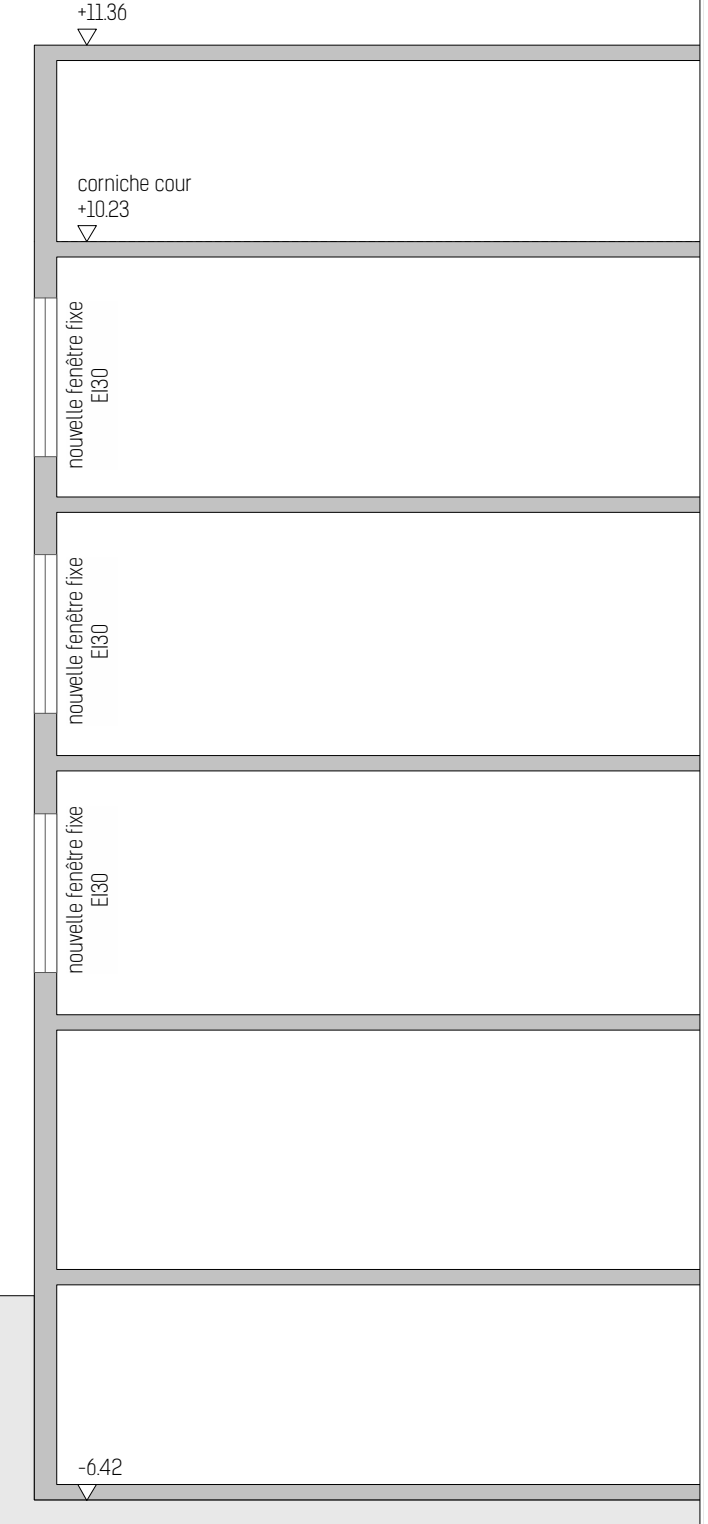 +11.36
corniche cour
+10.23
nouvelle fenêtre fixe
EI30
nouvelle fenêtre fixe
EI30
nouvelle fenêtre fixe
EI30
-6.42